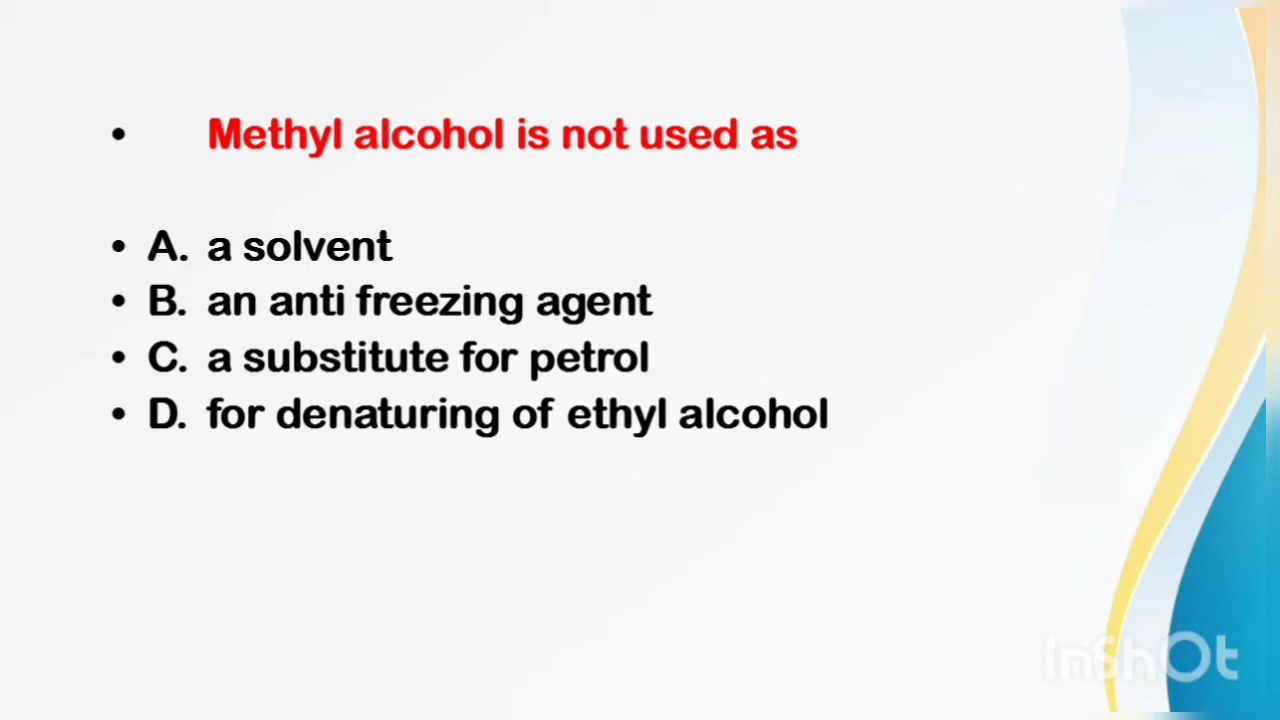 • Methyl alcohol is not used as
• A. a solvent
• B. an anti freezing agent
• C. a substitute for petrol
• D. for denaturing of ethyl alcohol
InShOt